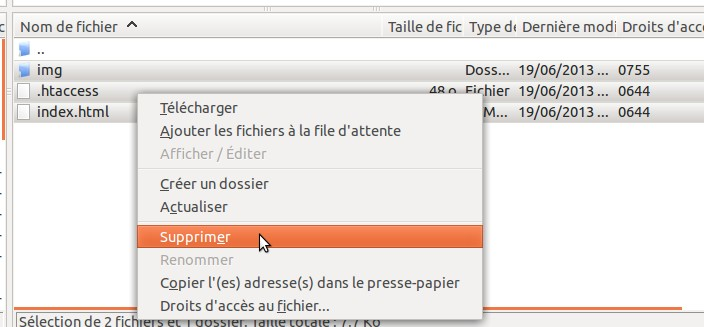 Nom de fichier Taille de fic Type de Dernière modi Droits d'accè
..
img Doss... 19/06/2013 ... 0755
.htaccess 48 o Fichier 19/06/2013 ... 0644
index.html M... 19/06/2013 ... 0644
Télécharger
Ajouter les fichiers à la file d'attente
Afficher / Éditer
Créer un dossier
Actualiser
Supprimer
Renommer
Copier l'(es) adresse(s) dans le presse-papier
Droits d'accès au fichier...
Sélection de 2 fichiers et 1 dossier. Taille totale : 7.7 Ko